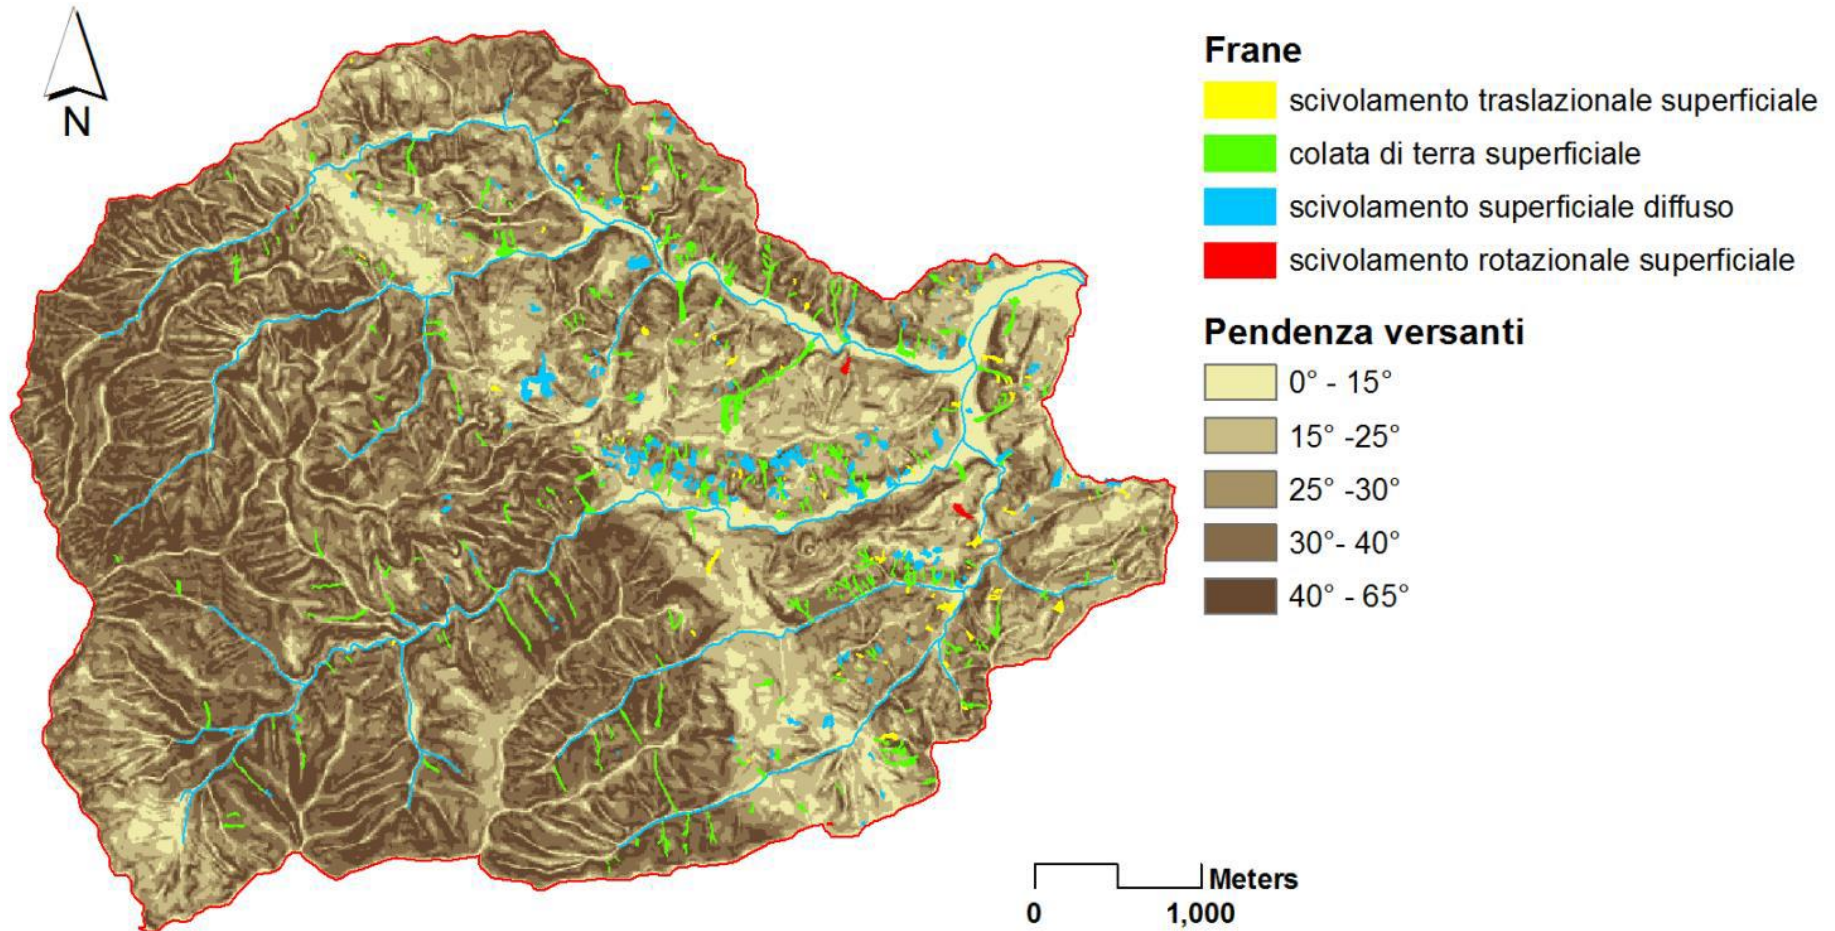 N
Frane
scivolamento traslazionale superficiale
colata di terra superficiale
scivolamento superficiale diffuso
scivolamento rotazionale superficiale
Pendenza versanti
0° - 15°
15° -25°
25° -30°
30°- 40°
40° - 65°
Meters
0 1,000